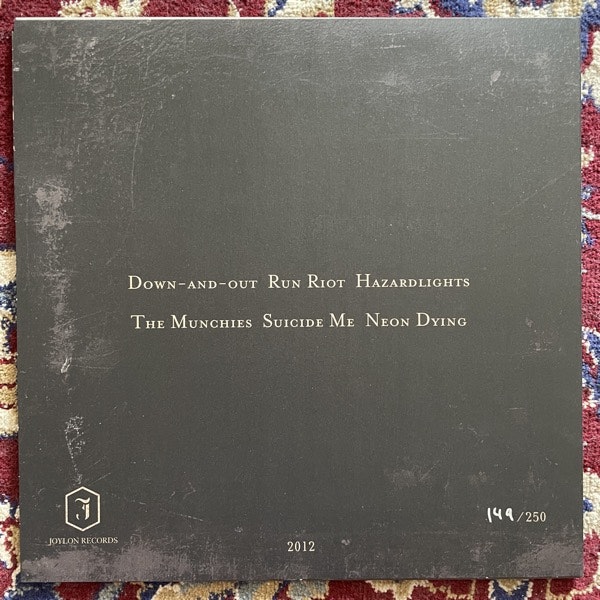 Down-and-out Run Riot Hazardlights
The Munchies Suicide Me Neon Dying
J
JOYLON RECORDS
149/250
2012